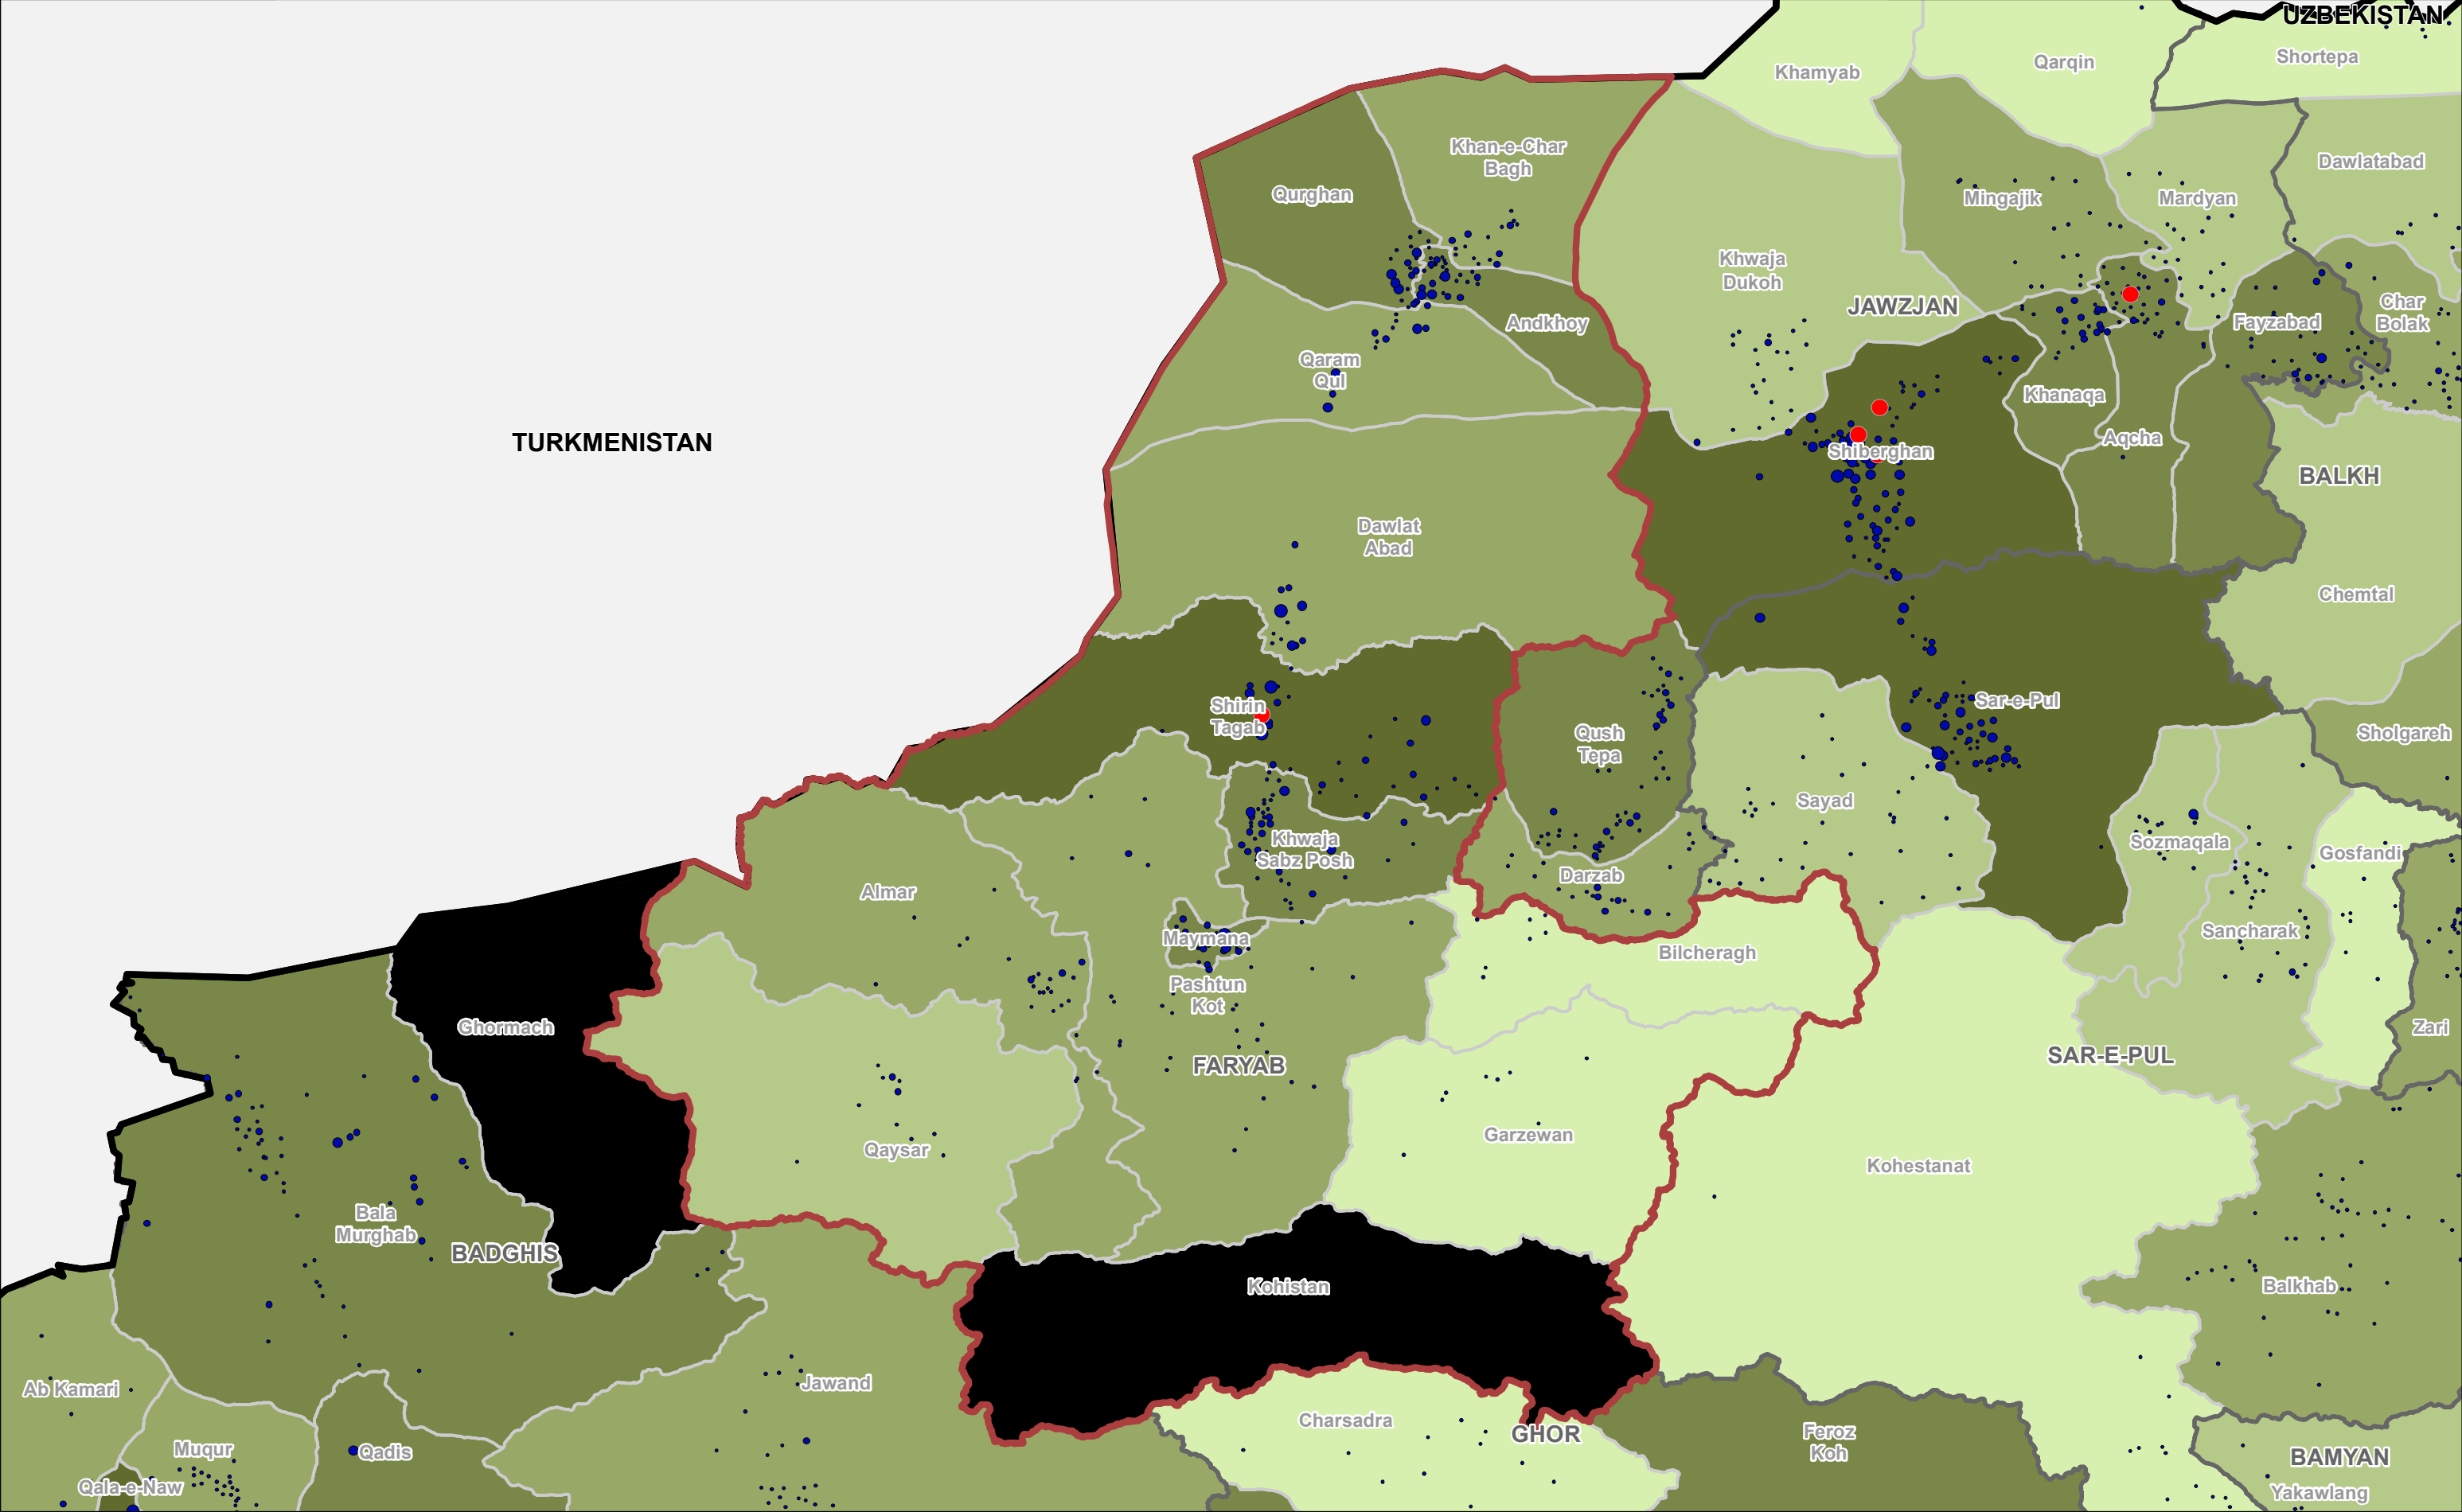 UZBEKISTAN
Shortepa
Qarqin
Khamyab
Khan-e-Char
Bagh
Dawlatabad
Qurghan
Mingajik
Mardyan
Khwaja
Dukoh
JAWZJAN
Char
Bolak
Fayzabad
Andkhoy
Qaram
Qul
Khanaqa
TURKMENISTAN
Aqcha
Shiberghan
BALKH
Dawlat
Abad
Chemtal
Sar-e-Pul
Shirin
Tagab
Qush
Tepa
Sholgareh
Sayad
Khwaja
Sabz Posh
Sozmaqala
Gosfandi
Darzab
Almar
Sancharak
Maymana
Bilcheragh
Pashtun
Kot
Ghormach
Zari
SAR-E-PUL
FARYAB
Garzewan
Qaysar
Kohestanat
Bala
Murghab
BADGHIS
Kohistan
Balkhab
Jawand
Ab Kamari
Charsadra
GHOR
Feroz
Koh
Muqur
Qadis
BAMYAN
Qala-e-Naw
Yakawlang